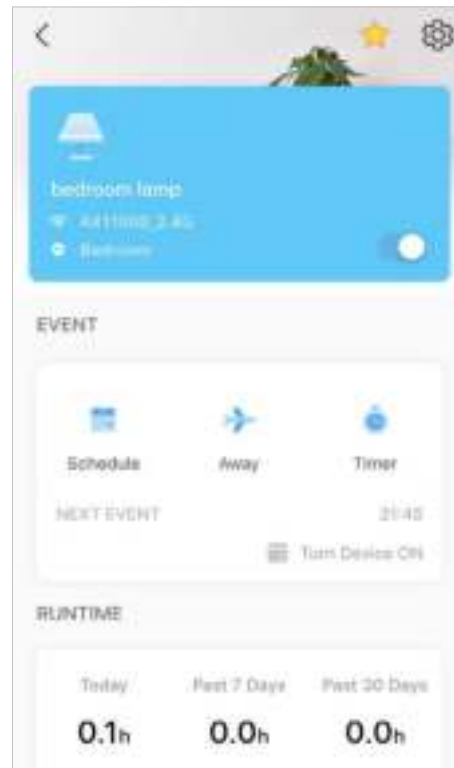 bedroom lamp
Bedroom
EVENT
Schedule Away Timer
NEXT EVENT 21:45
Turn Device ON
RUNTIME
Today Past 7 Days Past 30 Days
0.1h 0.0h 0.0h